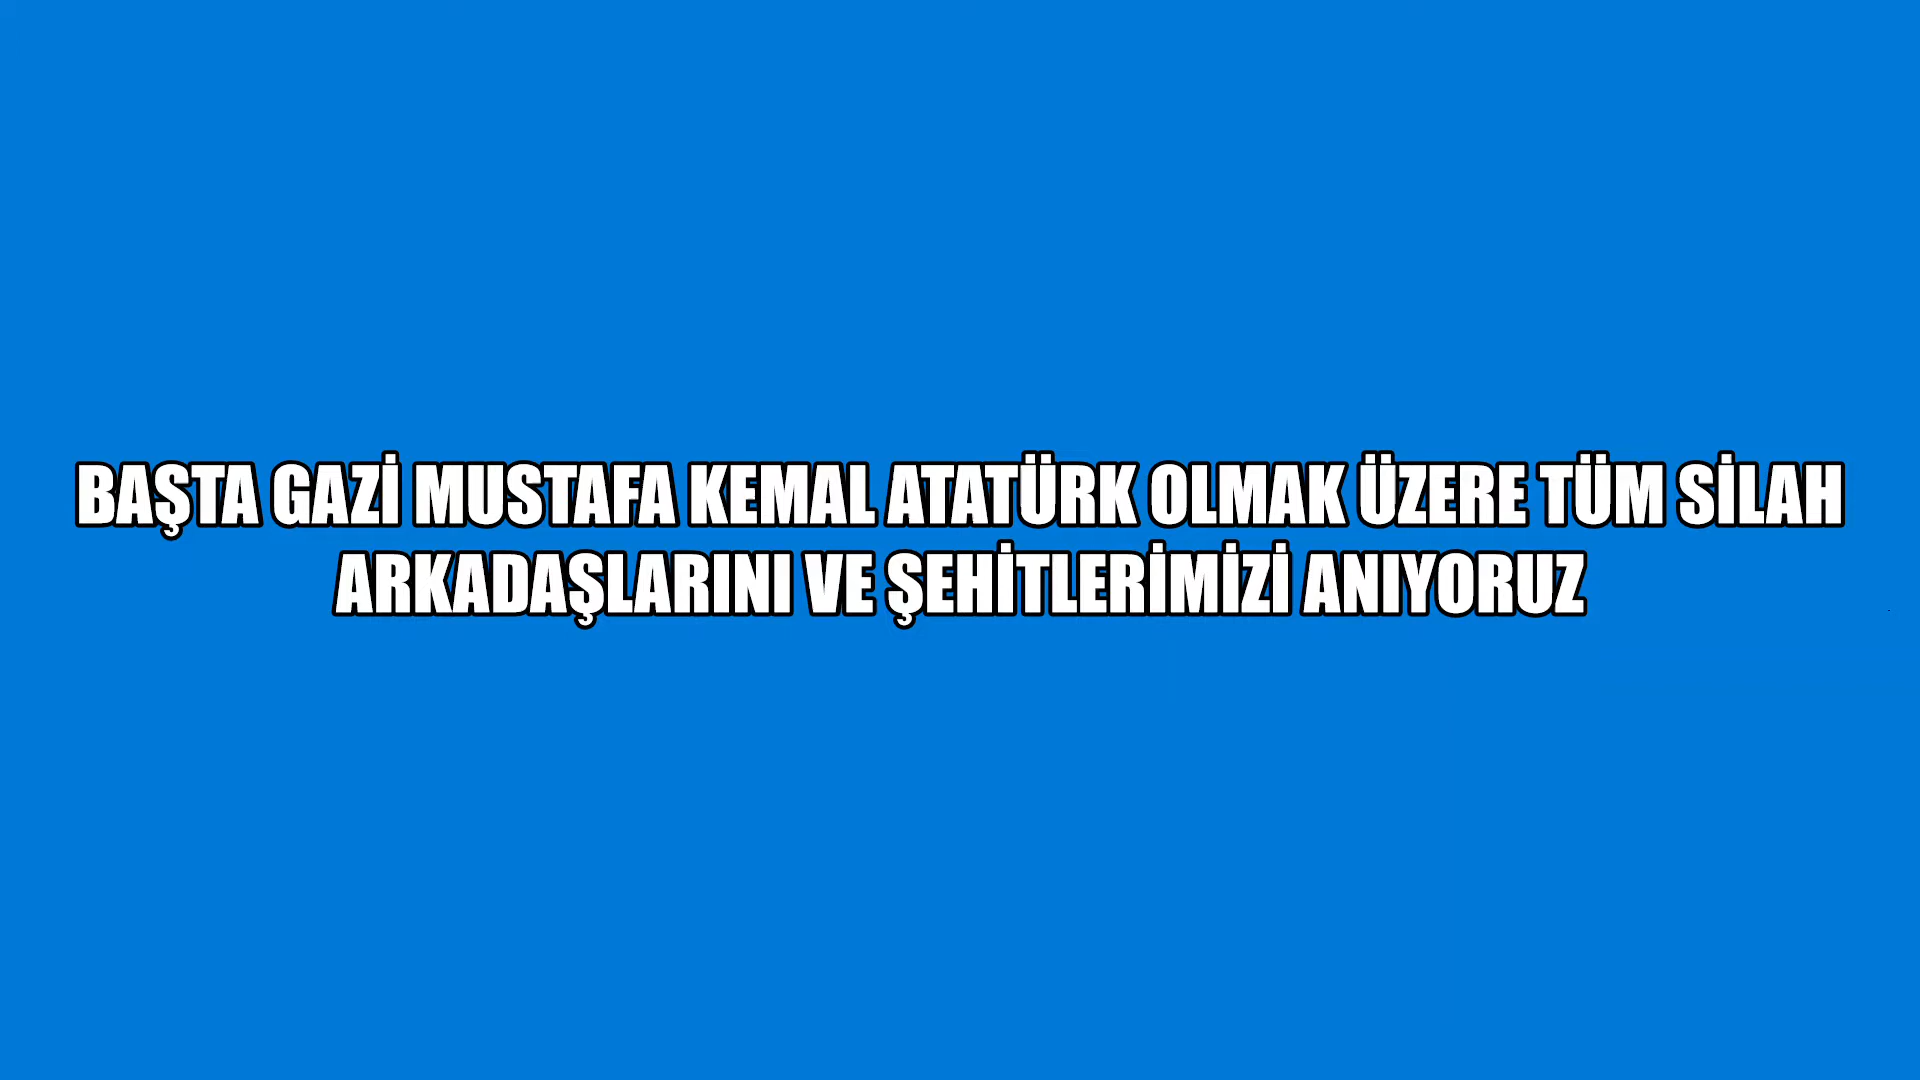 BAŞTA GAZİ MUSTAFA KEMAL ATATÜRK OLMAK ÜZERE TÜM SİLAH
ARKADAŞLARINI VE ŞEHİTLERİMİZİ ANIYORUZ